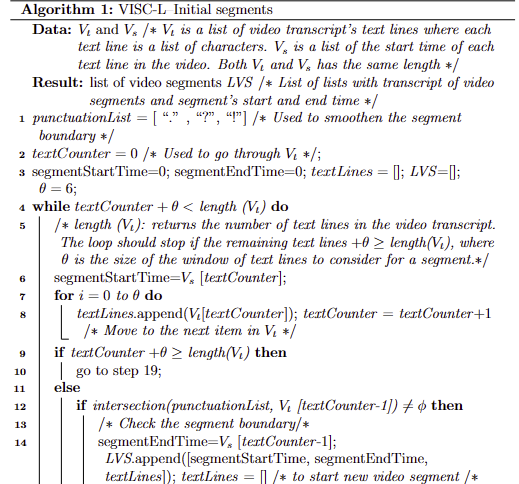 Algorithm 1: VISC-L–Initial segments
Data: Vt and Vs /* Vt is a list of video transcript's text lines where each
text line is a list of characters. Vs is a list of the start time of each
text line in the video. Both Vt and Vs has the same length */
Result: list of video segments LVS /* List of lists with transcript of video
segments and segment's start and end time */
1 punctuationList = [ “.” , “?”, “!”] /* Used to smoothen the segment
boundary */
2 textCounter = 0 /* Used to go through Vt */;
3 segmentStartTime=0; segmentEndTime=0; textLines = []; LVS=[];
θ = 6;
4 while textCounter + θ < length (Vt) do
5 /* length (Vt): returns the number of text lines in the video transcript.
The loop should stop if the remaining text lines +θ ≥ length(Vt), where
θ is the size of the window of text lines to consider for a segment.*/
6 segmentStartTime=Vs [textCounter];
7 for i = 0 to θ do
8 textLines.append(Vt[textCounter]); textCounter = textCounter+1
/* Move to the next item in Vt */
9 if textCounter +θ ≥ length(Vt) then
10 go to step 19;
11 else
12 if intersection(punctuationList, Vt [textCounter-1]) ≠ ϕ then
13 /* Check the segment boundary/*
14 segmentEndTime=Vs [textCounter-1];
LVS.append([segmentStartTime, segmentEndTime,
textLines]); textLines = [] /* to start new video segment /*